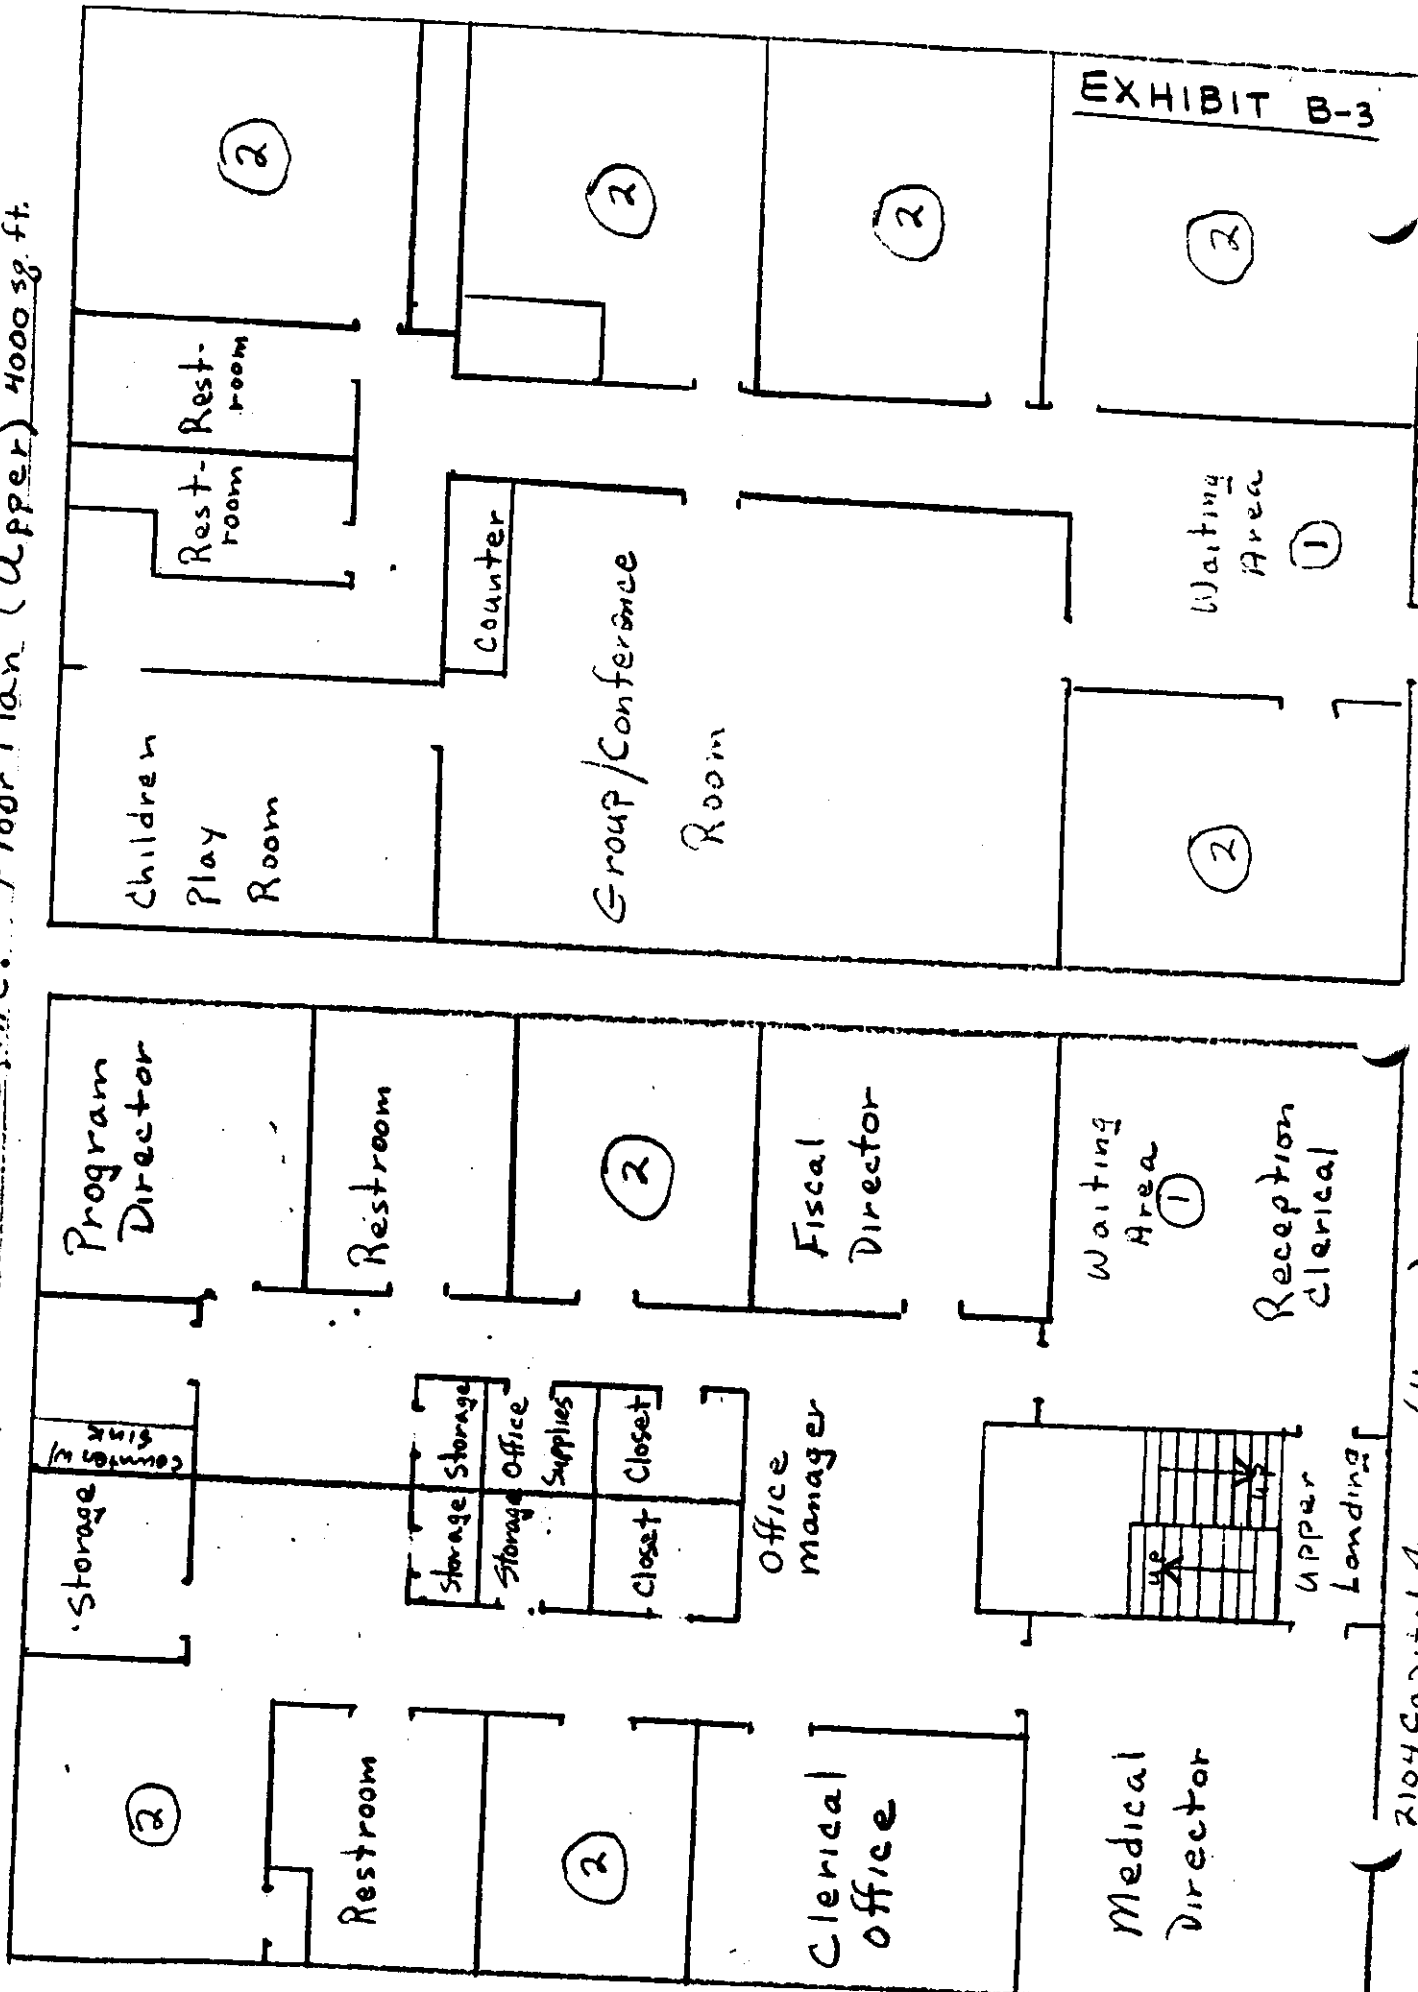 Floor Plan (Upper) 4000 sq. ft.
EXHIBIT B-3
2
Rest-
room
Rest-
room
2
2
2
Children
Play
Room
Counter
Group/Conference
Room
Waiting
Area
1
2
Program
Director
Restroom
2
Fiscal
Director
Waiting
Area
1
Reception
Clerical
Counter w/
Sink
Storage
Storage
Office
Supplies
Closet
Storage
Storage
Closet
Office
Manager
up
up
Upper
Landing
2
Restroom
2
Clerical
Office
Medical
Director
2104